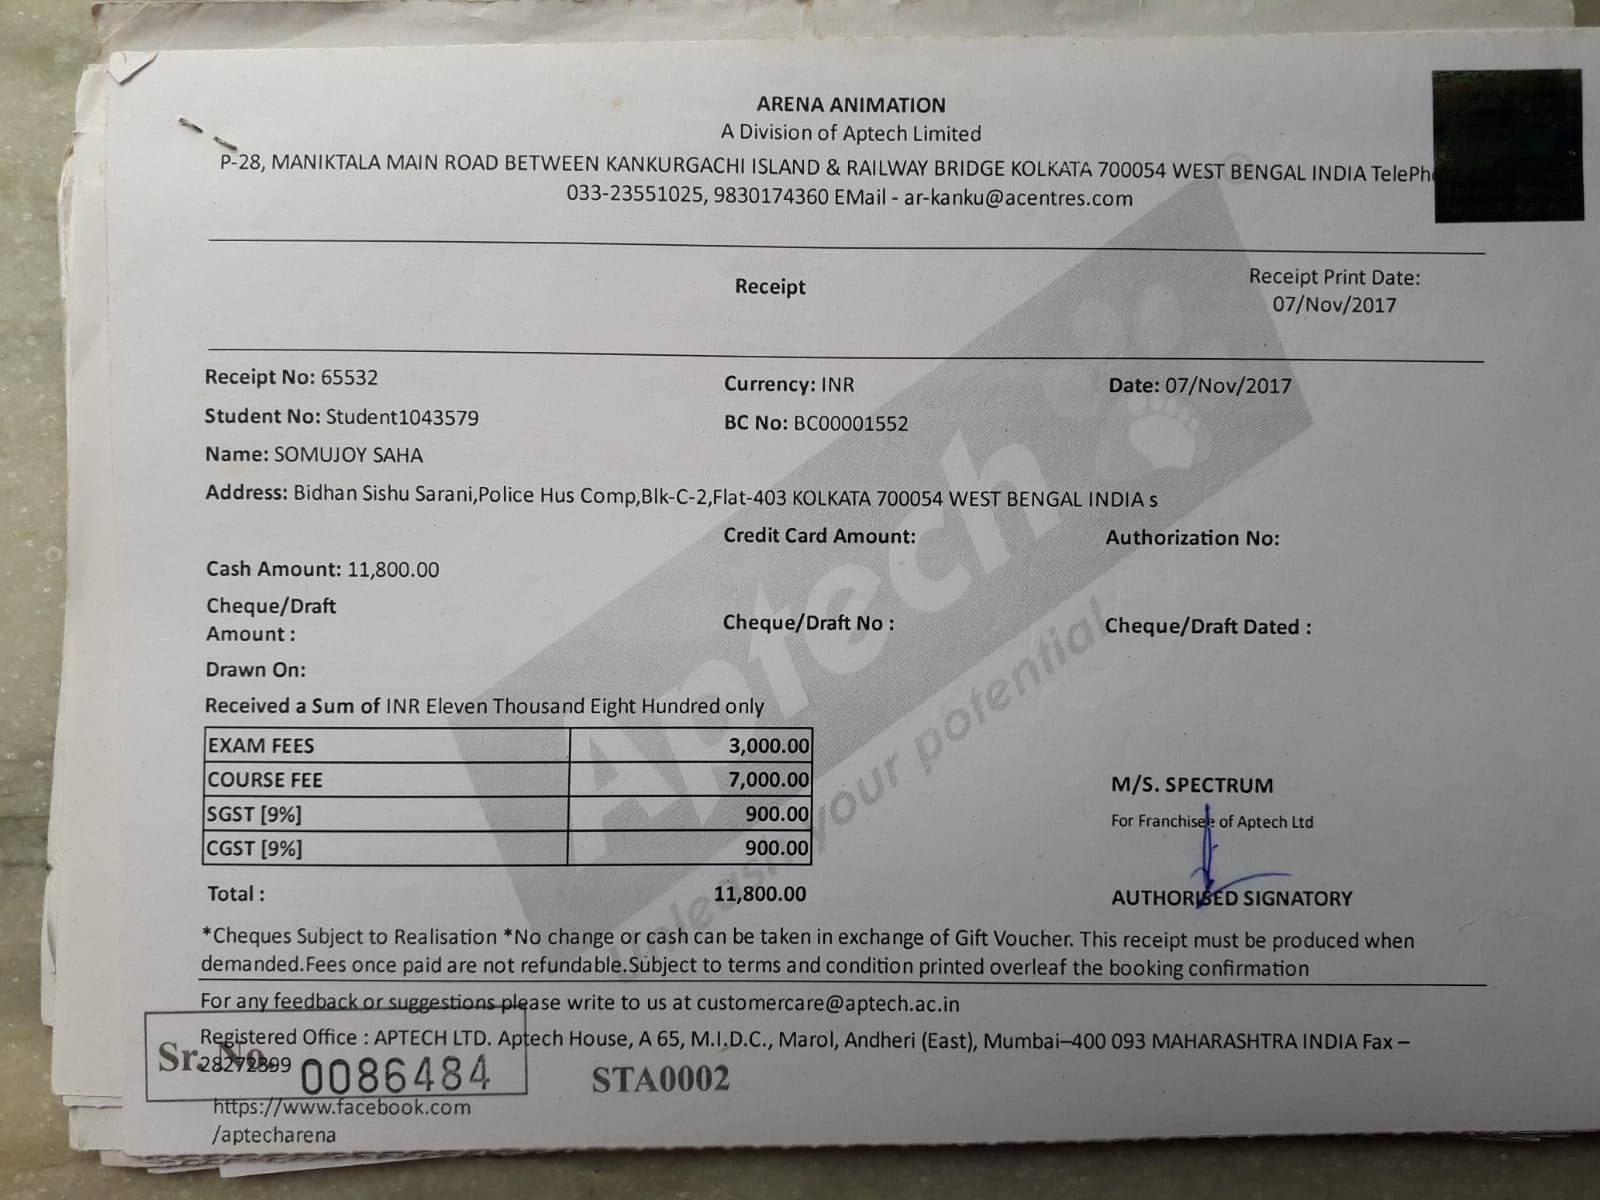 ARENA ANIMATION
A Division of Aptech Limited
P-28, MANIKTALA MAIN ROAD BETWEEN KANKURGACHI ISLAND & RAILWAY BRIDGE KOLKATA 700054 WEST BENGAL INDIA TelePh
033-23551025, 9830174360 EMail - ar-kanku@acentres.com
Receipt
Receipt Print Date:
07/Nov/2017
Receipt No: 65532
Currency: INR
Date: 07/Nov/2017
Student No: Student1043579
BC No: BC00001552
Name: SOMUJOY SAHA
Address: Bidhan Sishu Sarani,Police Hus Comp,Blk-C-2,Flat-403 KOLKATA 700054 WEST BENGAL INDIA s
Credit Card Amount:
Authorization No:
Cash Amount: 11,800.00
Cheque/Draft
Amount :
Cheque/Draft No :
Cheque/Draft Dated :
Drawn On:
Received a Sum of INR Eleven Thousand Eight Hundred only
EXAM FEES 3,000.00
COURSE FEE 7,000.00
SGST [9%] 900.00
CGST [9%] 900.00
Total : 11,800.00
M/S. SPECTRUM
For Franchisee of Aptech Ltd
AUTHORISED SIGNATORY
Aptech
unleash your potential
®
*Cheques Subject to Realisation *No change or cash can be taken in exchange of Gift Voucher. This receipt must be produced when
demanded.Fees once paid are not refundable.Subject to terms and condition printed overleaf the booking confirmation
For any feedback or suggestions please write to us at customercare@aptech.ac.in
Registered Office : APTECH LTD. Aptech House, A 65, M.I.D.C., Marol, Andheri (East), Mumbai–400 093 MAHARASHTRA INDIA Fax –
28272399
Sr. No. 0086484
STA0002
https://www.facebook.com
/aptecharena